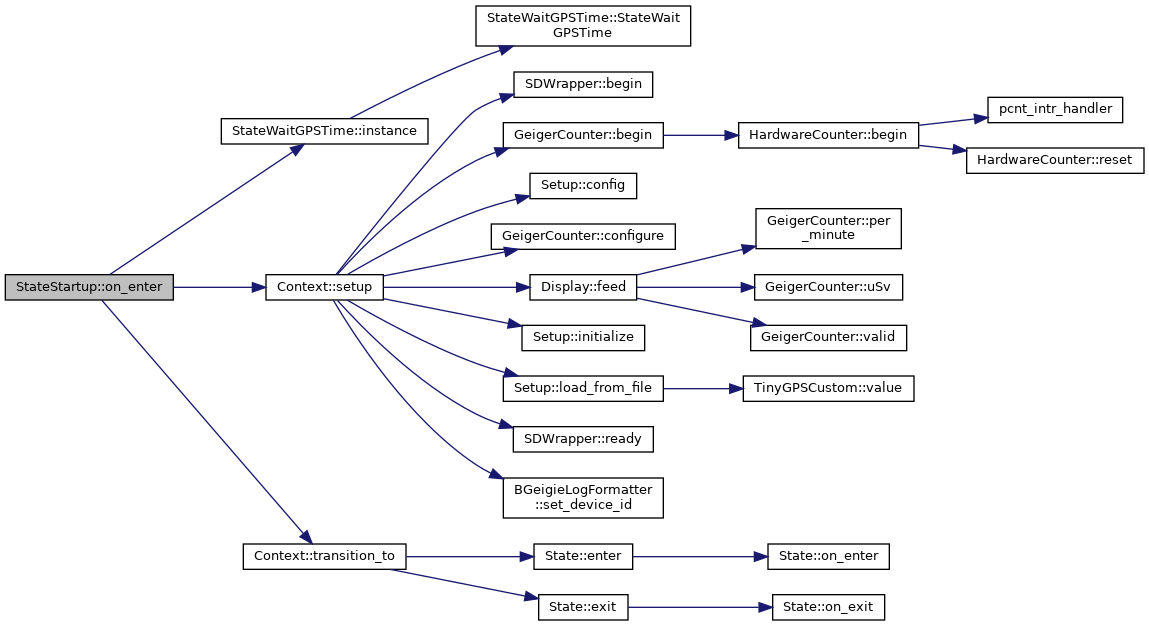 StateWaitGPSTime::StateWait
GPSTime
SDWrapper::begin
pcnt_intr_handler
StateWaitGPSTime::instance
GeigerCounter::begin
HardwareCounter::begin
HardwareCounter::reset
Setup::config
GeigerCounter::per
_minute
GeigerCounter::configure
StateStartup::on_enter
Context::setup
Display::feed
GeigerCounter::uSv
Setup::initialize
GeigerCounter::valid
Setup::load_from_file
TinyGPSCustom::value
SDWrapper::ready
BGeigieLogFormatter
::set_device_id
Context::transition_to
State::enter
State::on_enter
State::exit
State::on_exit